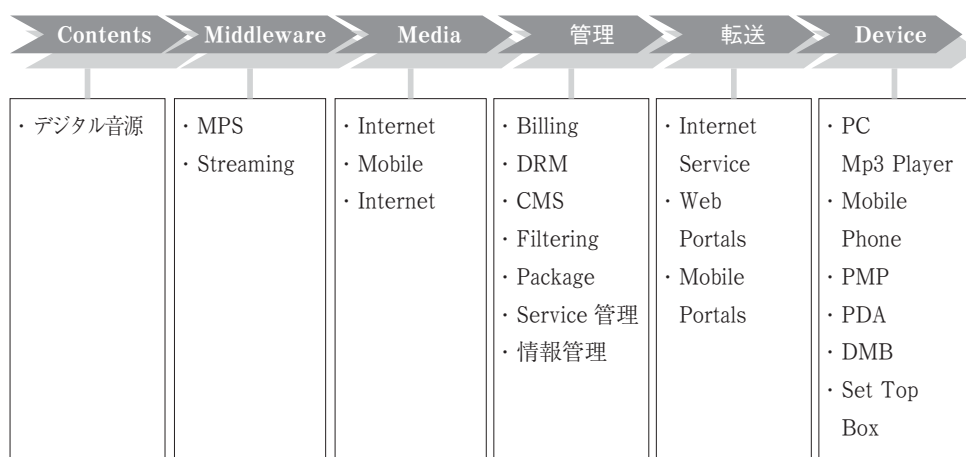 Contents
Middleware
Media
管理
転送
Device
・デジタル音源
・MPS
・Streaming
・Internet
・Mobile
・Internet
・Billing
・DRM
・CMS
・Filtering
・Package
・Service 管理
・情報管理
・Internet
Service
・Web
Portals
・Mobile
Portals
・PC
Mp3 Player
・Mobile
Phone
・PMP
・PDA
・DMB
・Set Top
Box